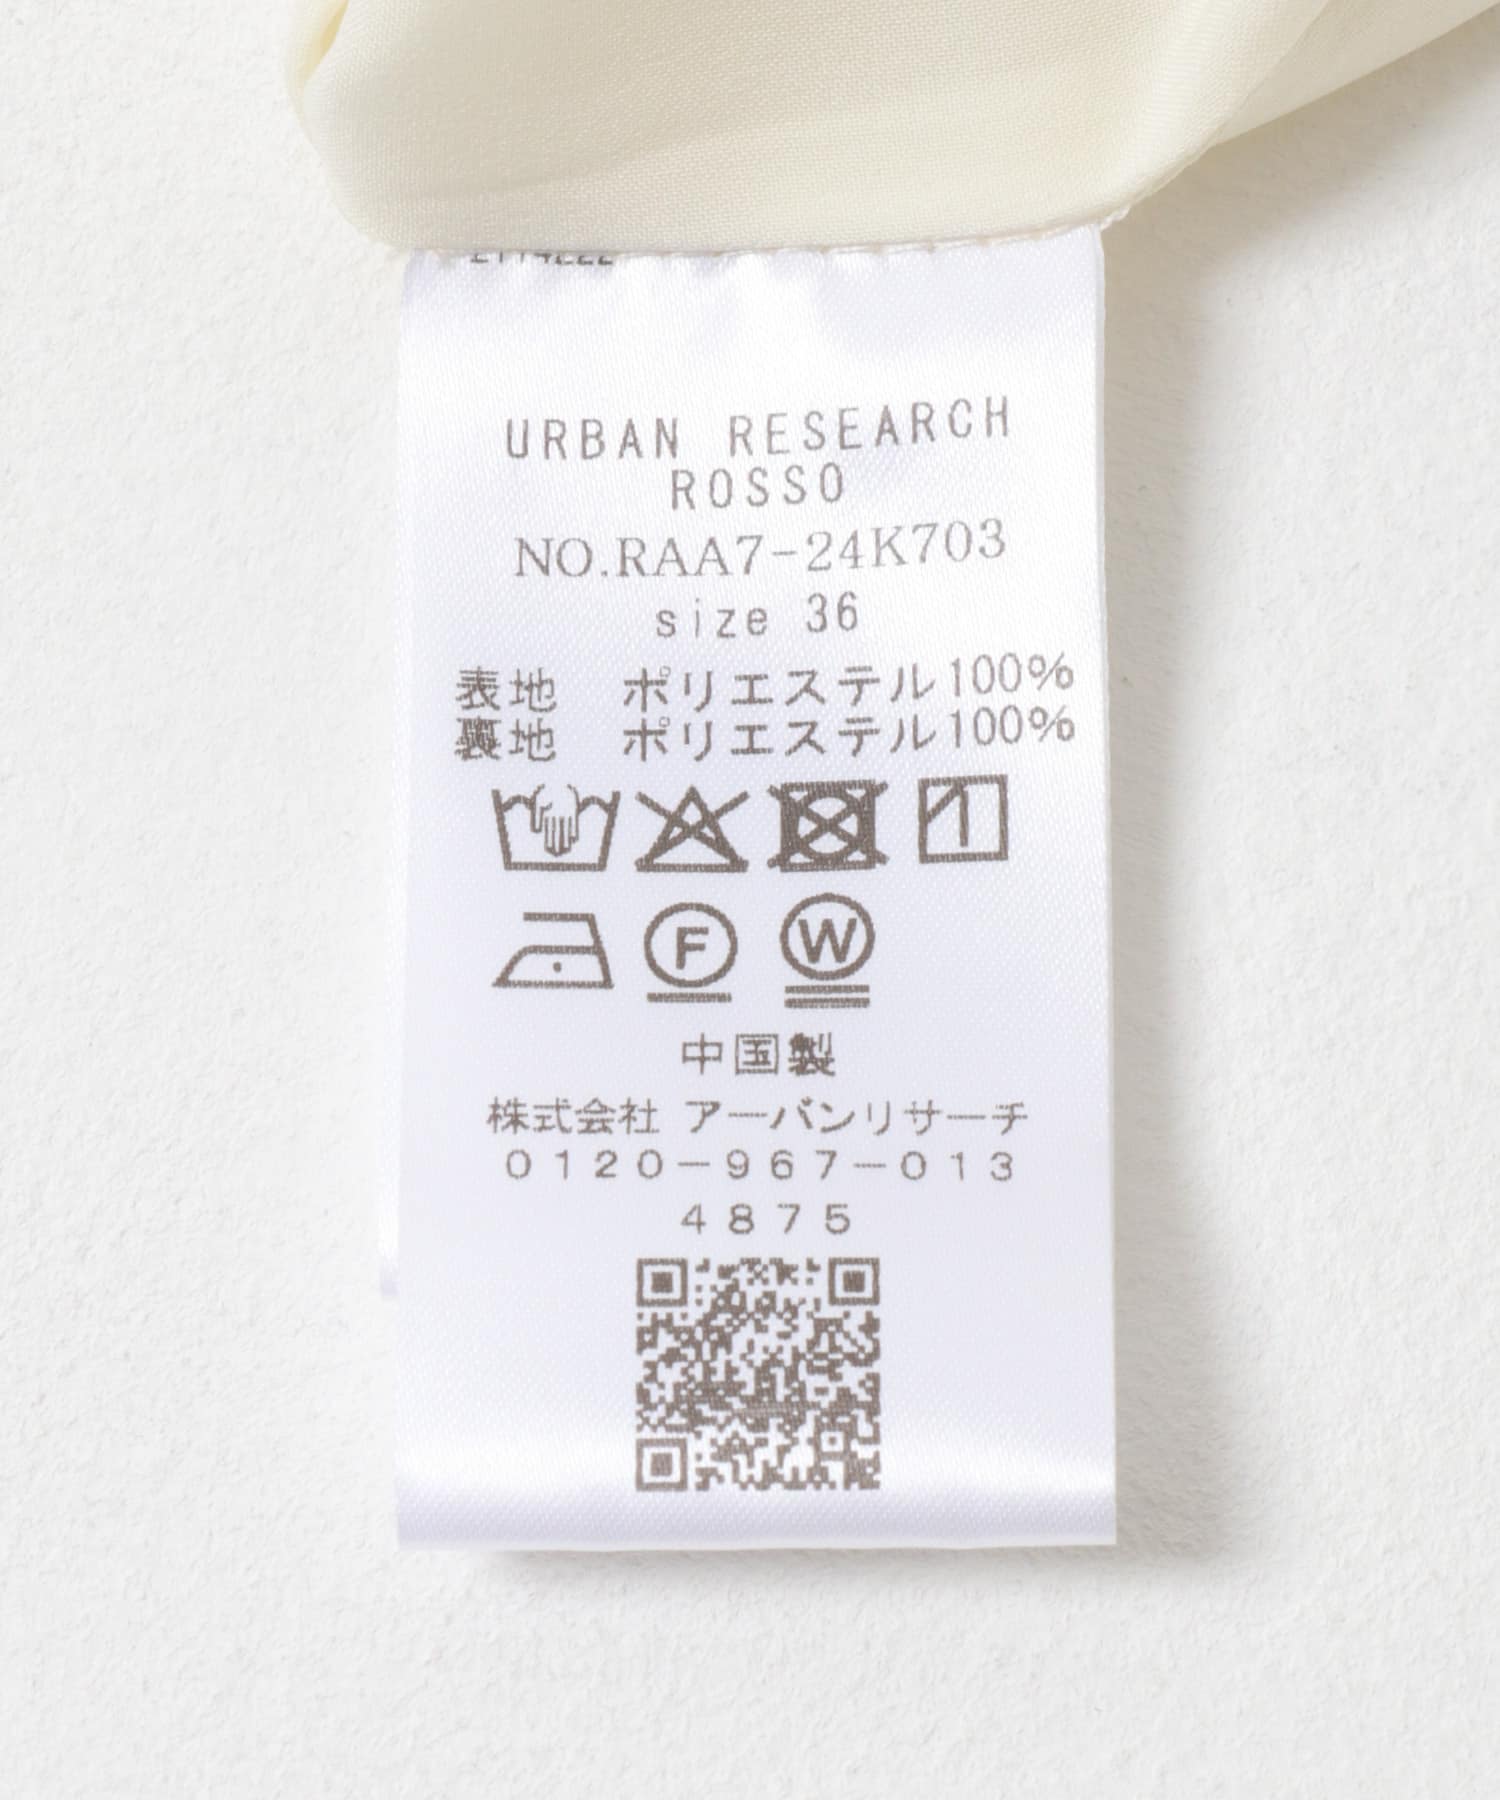 URBAN RESEARCH
ROSSO
NO.RAA7-24K703
size 36
表地 ポリエステル100%
裏地 ポリエステル100%
F W
中国製
株式会社 アーバンリサーチ
0120-967-013
4875